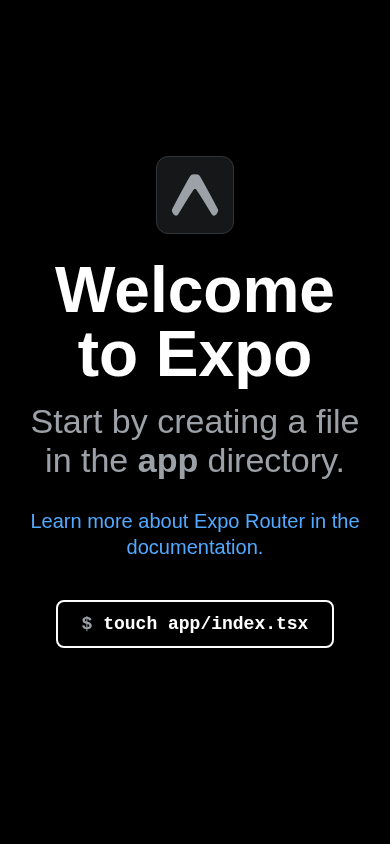 Welcome
to Expo
Start by creating a file
in the app directory.
Learn more about Expo Router in the
documentation.
$ touch app/index.tsx